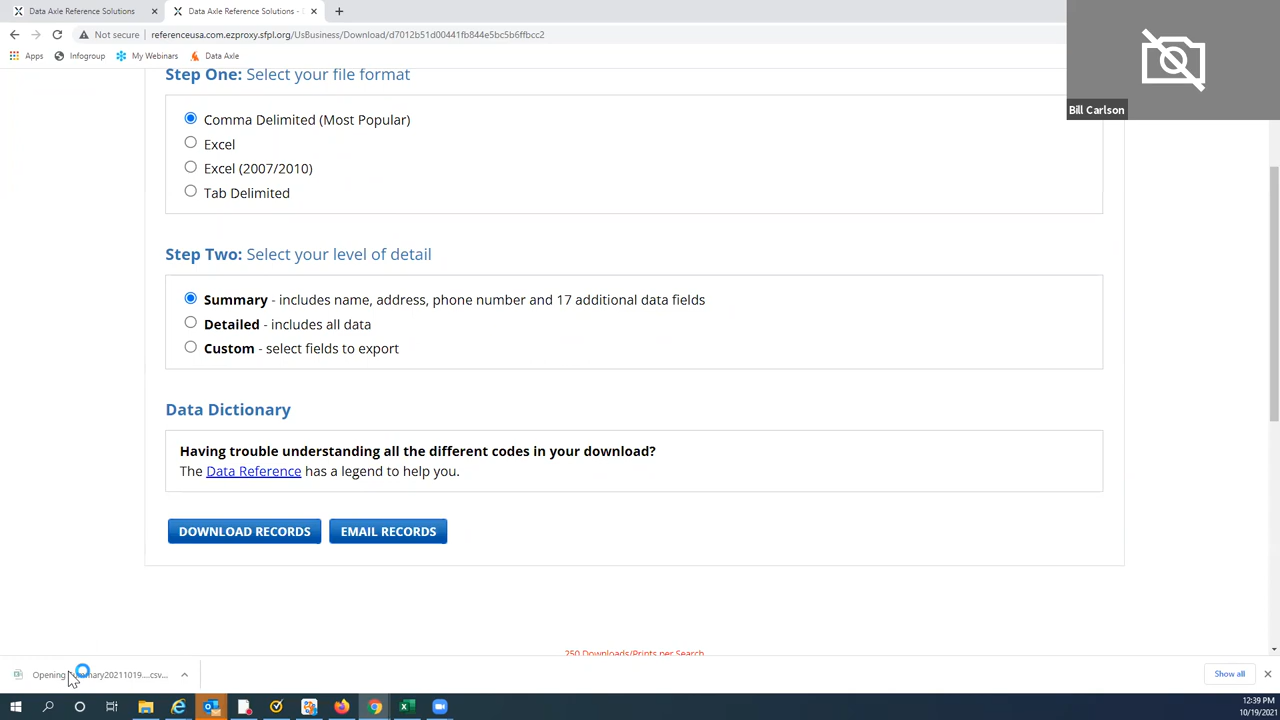 Data Axle Reference Solutions
Data Axle Reference Solutions -
Not secure
referenceusa.com.ezproxy.sfpl.org/UsBusiness/Download/d7012b51d00441fb844e5bc5b6ffbcc2
Apps
Infogroup
My Webinars
Data Axle
Bill Carlson
Step One: Select your file format
Comma Delimited (Most Popular)
Excel
Excel (2007/2010)
Tab Delimited
Step Two: Select your level of detail
Summary - includes name, address, phone number and 17 additional data fields
Detailed - includes all data
Custom - select fields to export
Data Dictionary
Having trouble understanding all the different codes in your download?
The Data Reference has a legend to help you.
DOWNLOAD RECORDS
EMAIL RECORDS
250 Downloads/Prints per Search
Opening
Show all
12:39 PM
10/19/2021